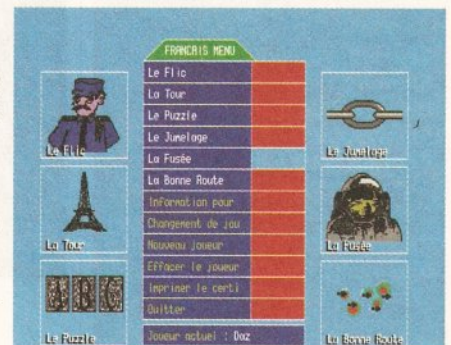 FRANCAIS MENU
Le Flic
La Tour
Le Puzzle
Le Jumelage
La Fusée
La Bonne Route
Information pour
Changement de jou
Nouveau joueur
Effacer le joueur
Imprimer le certi
Quitter
Joueur actuel : Daz
Le Flic
La Tour
Le Puzzle
Le Jumelage
La Fusée
La Bonne Route